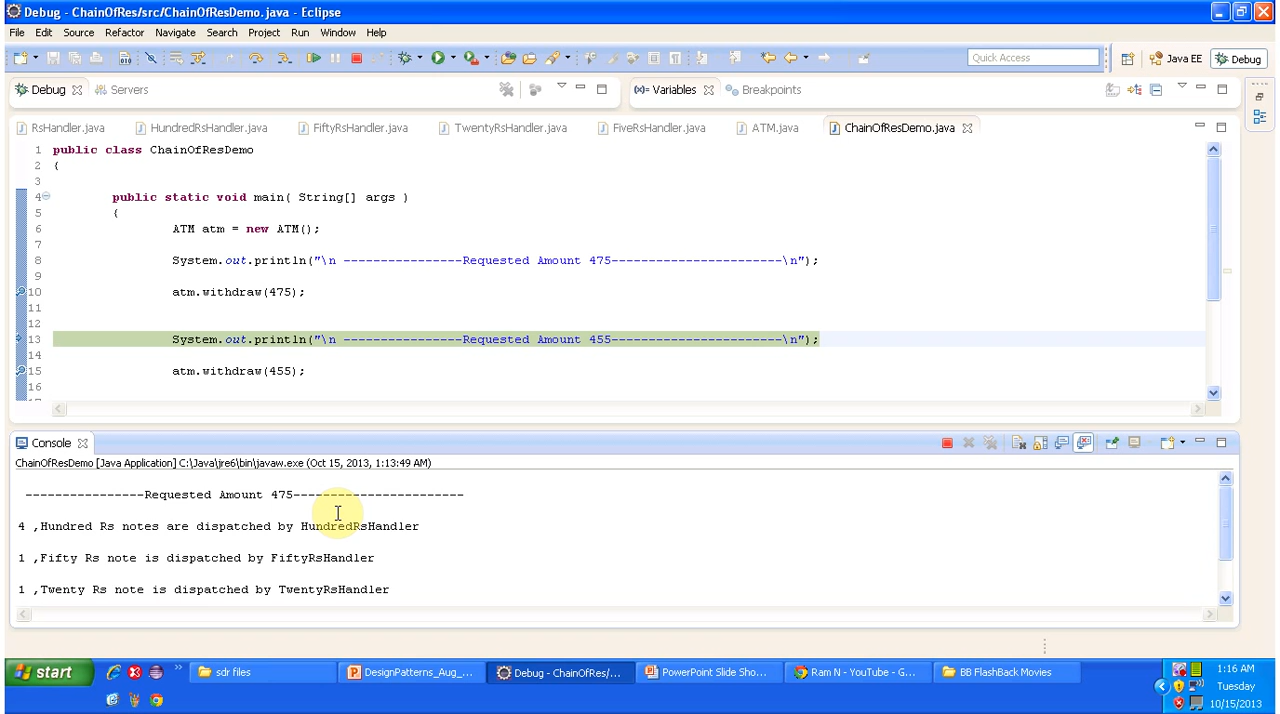 Debug - ChainOfRes/src/ChainOfResDemo.java - Eclipse
File Edit Source Refactor Navigate Search Project Run Window Help
Quick Access Java EE Debug
Debug Servers (x)= Variables Breakpoints
RsHandler.java HundredRsHandler.java FiftyRsHandler.java TwentyRsHandler.java FiveRsHandler.java ATM.java ChainOfResDemo.java
1 public class ChainOfResDemo
2 {
3
4 public static void main( String[] args )
5 {
6 ATM atm = new ATM();
7
8 System.out.println("\n ----------------Requested Amount 475-----------------------\n");
9
10 atm.withdraw(475);
11
12
13 System.out.println("\n ----------------Requested Amount 455-----------------------\n");
14
15 atm.withdraw(455);
16
Console
ChainOfResDemo [Java Application] C:\Java\jre6\bin\javaw.exe (Oct 15, 2013, 1:13:49 AM)
----------------Requested Amount 475-----------------------
4 ,Hundred Rs notes are dispatched by HundredRsHandler
1 ,Fifty Rs note is dispatched by FiftyRsHandler
1 ,Twenty Rs note is dispatched by TwentyRsHandler
start sdr files DesignPatterns_Aug_... Debug - ChainOfRes/... PowerPoint Slide Sho... Ram N - YouTube - G... BB FlashBack Movies 1:16 AM
Tuesday
10/15/2013